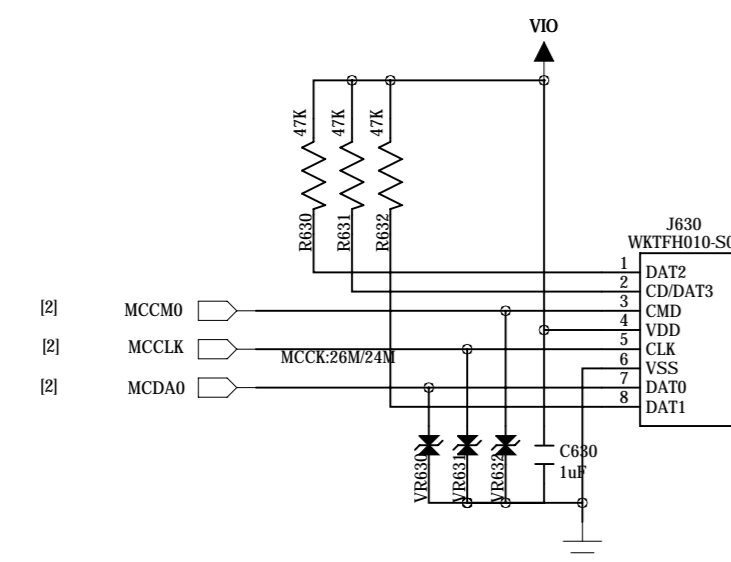 VIO
47K
47K
47K
R630
R631
R632
J630
WKTFH010-S0
1 DAT2
2 CD/DAT3
[2] MCCM0 3 CMD
4 VDD
[2] MCCLK 5 CLK
MCCK:26M/24M
6 VSS
[2] MCDA0 7 DAT0
8 DAT1
VR630
VR631
VR632
C630
1uF